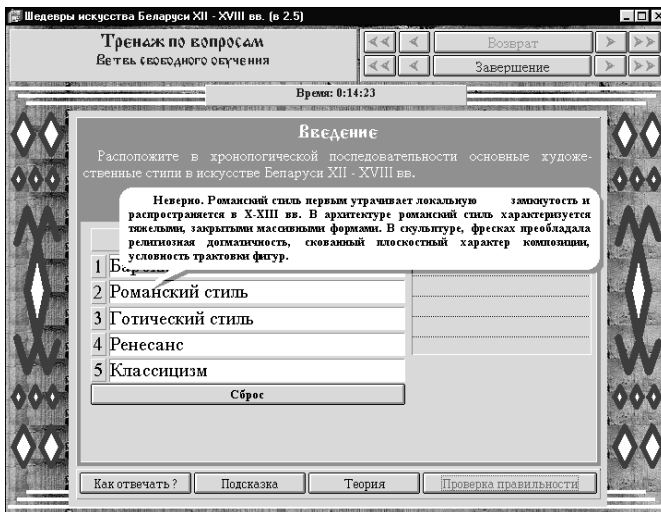 Шедевры искусства Беларуси XII - XVIII вв. (в 2.5)
Тренаж по вопросам
Ветвь свободного обучения
Возврат
Завершение
Время: 0:14:23
Введение
Расположите в хронологической последовательности основные художе-
ственные стили в искусстве Беларуси XII - XVIII вв.
Неверно. Романский стиль первым утрачивает локальную замкнутость и
распространяется в X-XIII вв. В архитектуре романский стиль характеризуется
тяжелыми, закрытыми массивными формами. В скульптуре, фресках преобладала
религиозная догматичность, скованный плоскостный характер композиции,
условность трактовки фигур.
1
2 Романский стиль
3 Готический стиль
4 Ренесанс
5 Классицизм
Сброс
Как отвечать ?
Подсказка
Теория
Проверка правильности